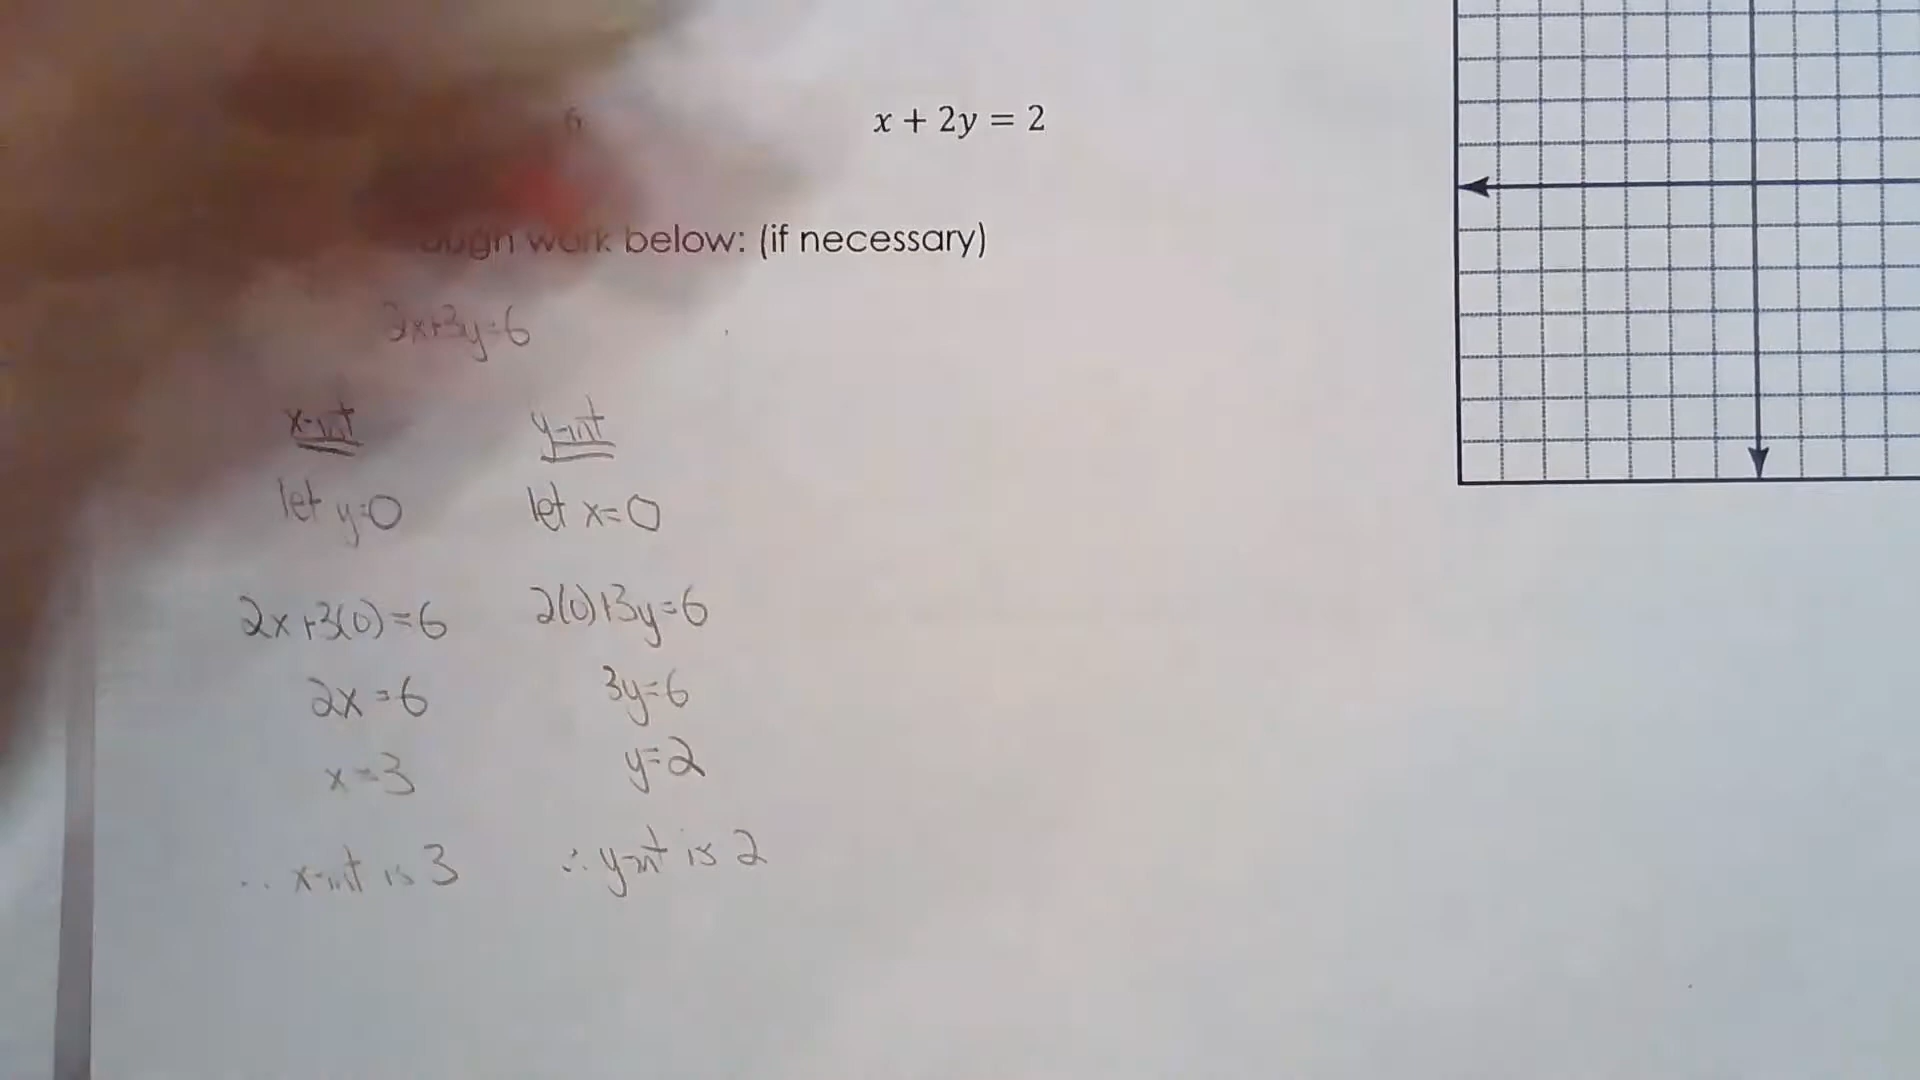 6
x + 2y = 2
work below: (if necessary)
2x+3y=6
x-int
let y=0
2x+3(0)=6
2x=6
x=3
x-int is 3
y-int
let x=0
2(0)+3y=6
3y=6
y=2
∴ y-int is 2